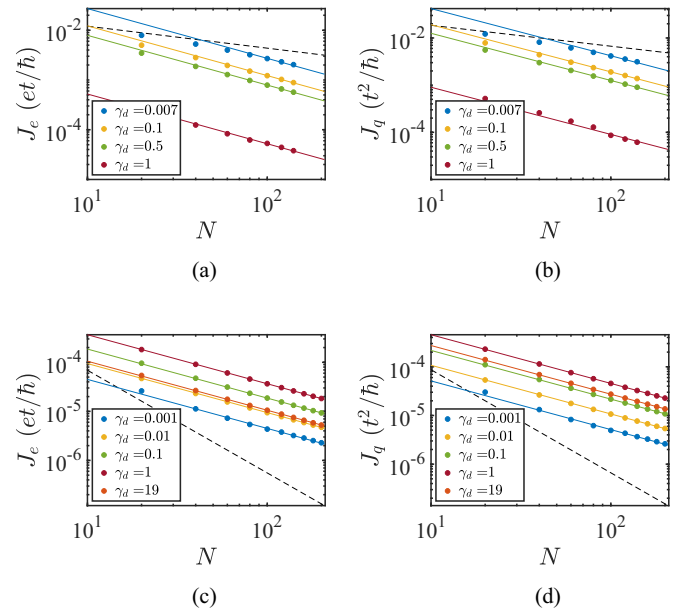 J_e (et/ħ)
10^-2
10^-4
γ_d =0.007
γ_d =0.1
γ_d =0.5
γ_d =1
10^1
10^2
N
(a)
J_q (t^2/ħ)
10^-2
10^-4
γ_d =0.007
γ_d =0.1
γ_d =0.5
γ_d =1
10^1
10^2
N
(b)
J_e (et/ħ)
10^-4
10^-5
10^-6
γ_d =0.001
γ_d =0.01
γ_d =0.1
γ_d =1
γ_d =19
10^1
10^2
N
(c)
J_q (t^2/ħ)
10^-4
10^-5
10^-6
γ_d =0.001
γ_d =0.01
γ_d =0.1
γ_d =1
γ_d =19
10^1
10^2
N
(d)